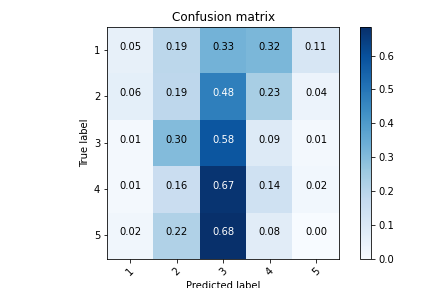 Confusion matrix
1 0.05 0.19 0.33 0.32 0.11
2 0.06 0.19 0.48 0.23 0.04
3 0.01 0.30 0.58 0.09 0.01
4 0.01 0.16 0.67 0.14 0.02
5 0.02 0.22 0.68 0.08 0.00
True label
1 2 3 4 5
Predicted label
0.6
0.5
0.4
0.3
0.2
0.1
0.0